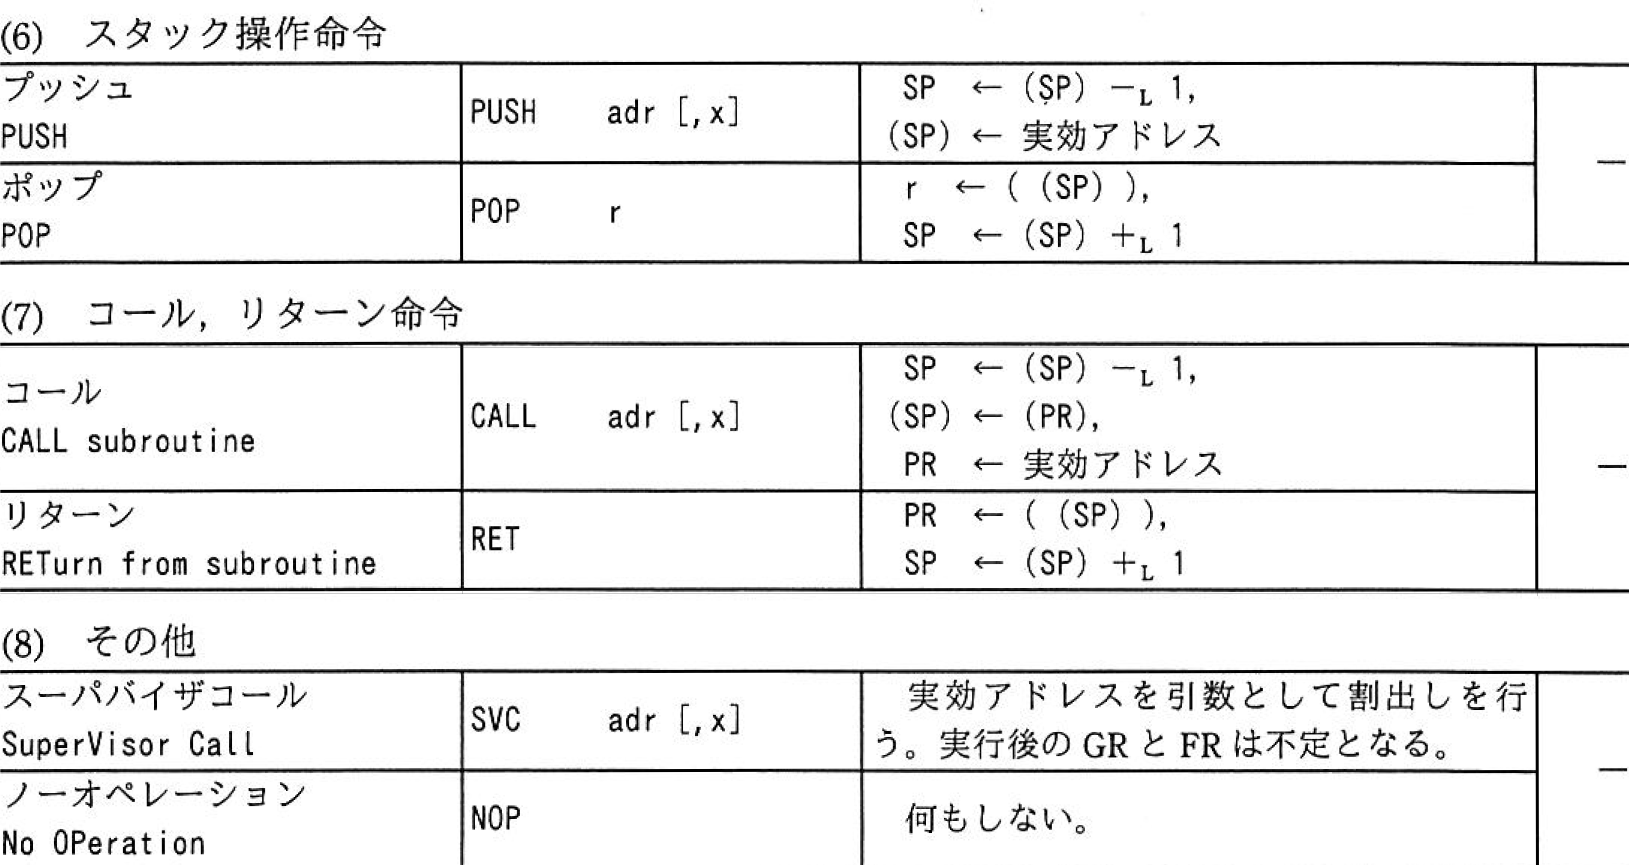 (6) スタック操作命令
プッシュ
PUSH
PUSH adr [,x]
SP ← (SP) －L 1,
(SP) ← 実効アドレス
—
ポップ
POP
POP r
r ← ( (SP) ),
SP ← (SP) ＋L 1
(7) コール，リターン命令
コール
CALL subroutine
CALL adr [,x]
SP ← (SP) －L 1,
(SP) ← (PR),
PR ← 実効アドレス
—
リターン
RETurn from subroutine
RET
PR ← ( (SP) ),
SP ← (SP) ＋L 1
(8) その他
スーパバイザコール
SuperVisor Call
SVC adr [,x]
実効アドレスを引数として割出しを行
う。実行後の GR と FR は不定となる。
—
ノーオペレーション
No OPeration
NOP
何もしない。